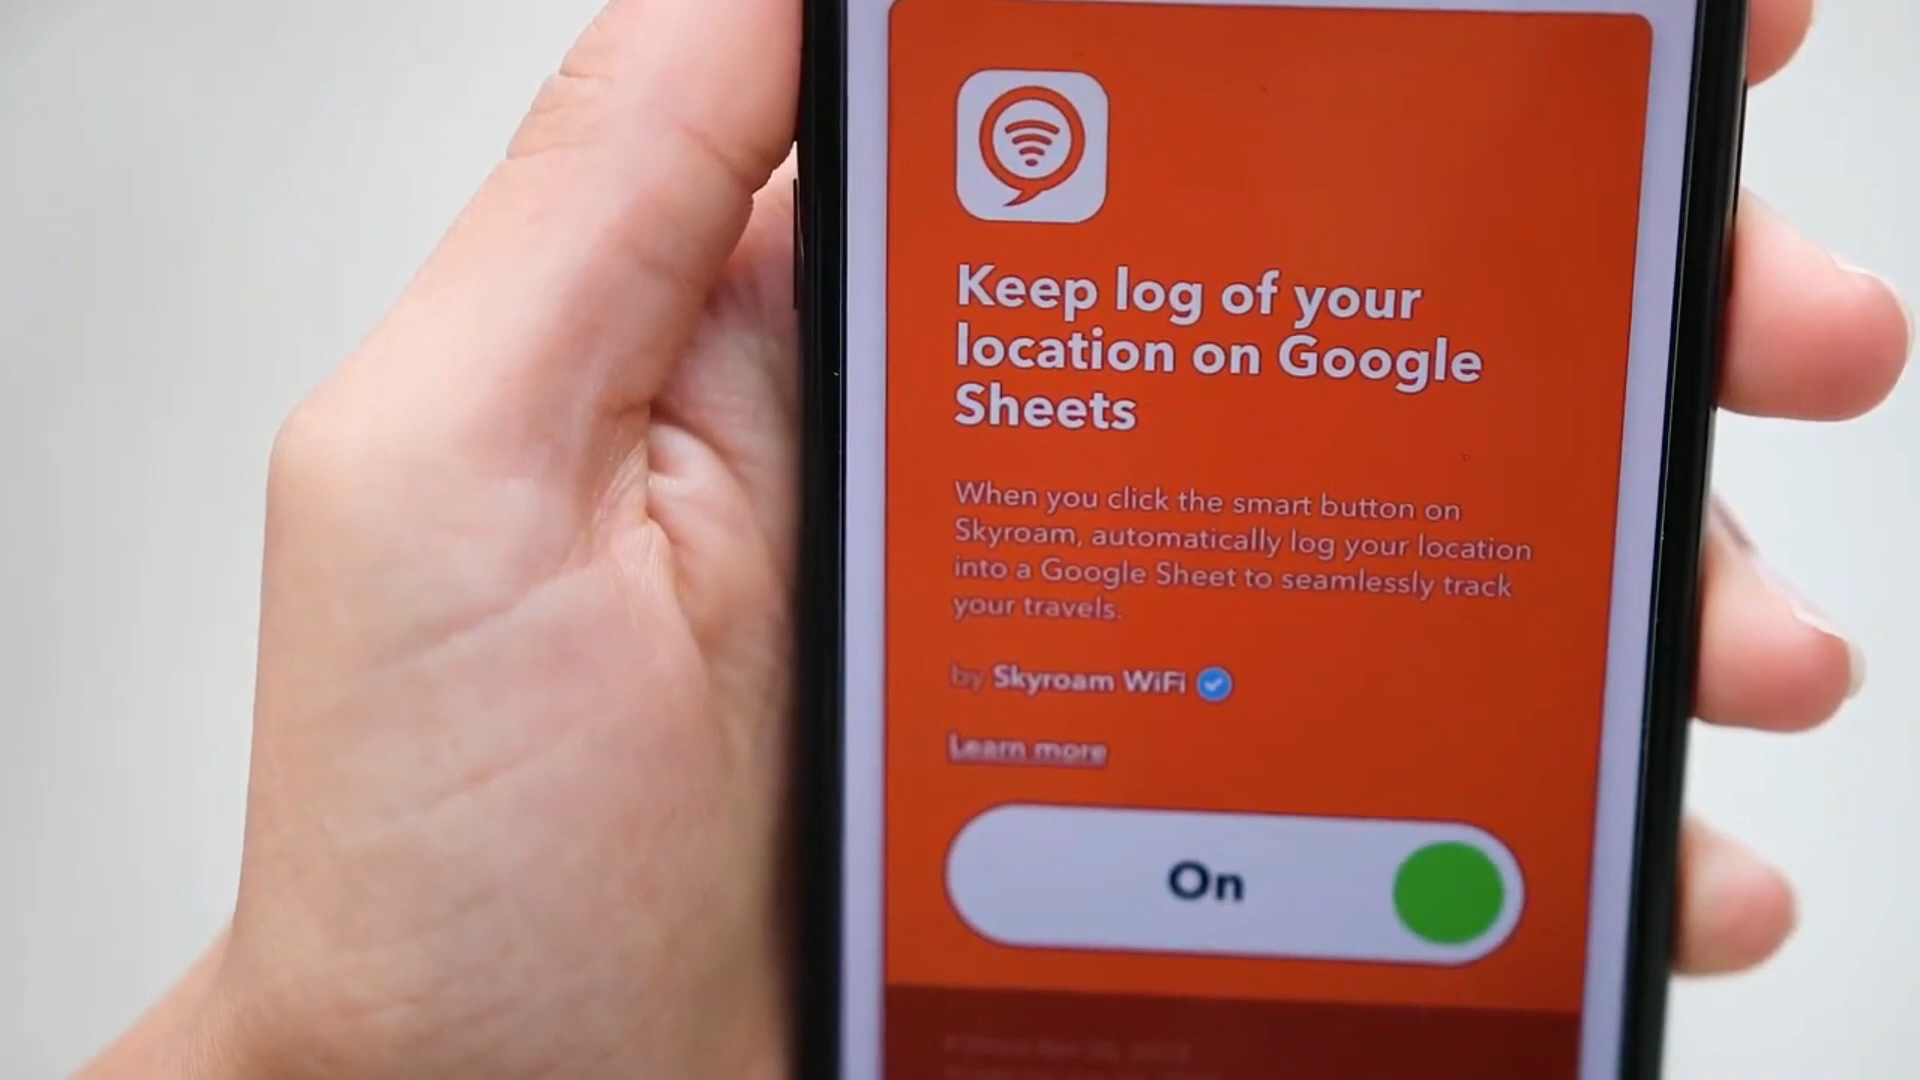 Keep log of your
location on Google
Sheets
When you click the smart button on
Skyroam, automatically log your location
into a Google Sheet to seamlessly track
your travels.
by Skyroam WiFi
Learn more
On